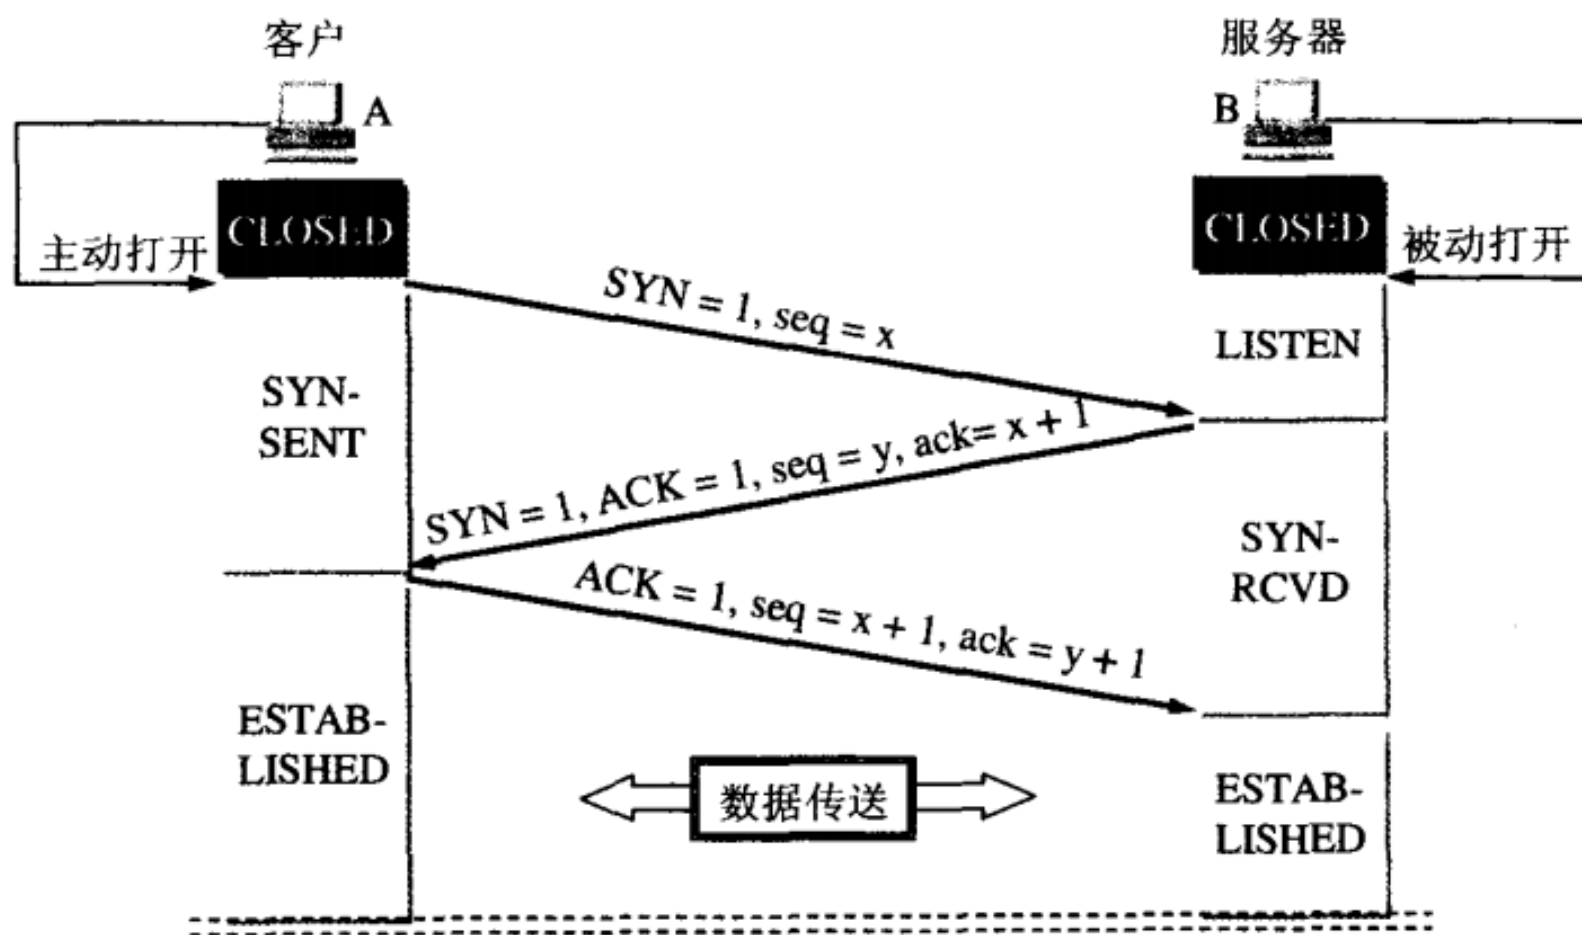 客户
服务器
A
B
CLOSED
CLOSED
主动打开
被动打开
SYN = 1, seq = x
LISTEN
SYN-
SENT
SYN = 1, ACK = 1, seq = y, ack= x + 1
SYN-
RCVD
ACK = 1, seq = x + 1, ack = y + 1
ESTAB-
LISHED
数据传送
ESTAB-
LISHED